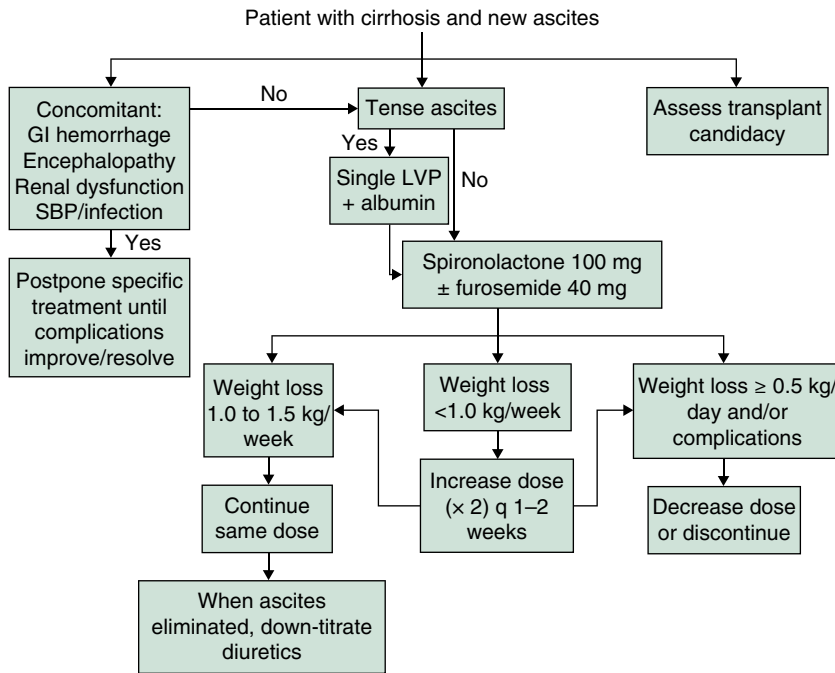 Patient with cirrhosis and new ascites
Concomitant:
GI hemorrhage
Encephalopathy
Renal dysfunction
SBP/infection
No
Tense ascites
Assess transplant
candidacy
Yes
No
Single LVP
+ albumin
Yes
Postpone specific
treatment until
complications
improve/resolve
Spironolactone 100 mg
± furosemide 40 mg
Weight loss
1.0 to 1.5 kg/
week
Weight loss
<1.0 kg/week
Weight loss ≥ 0.5 kg/
day and/or
complications
Continue
same dose
Increase dose
(× 2) q 1–2
weeks
Decrease dose
or discontinue
When ascites
eliminated, down-titrate
diuretics